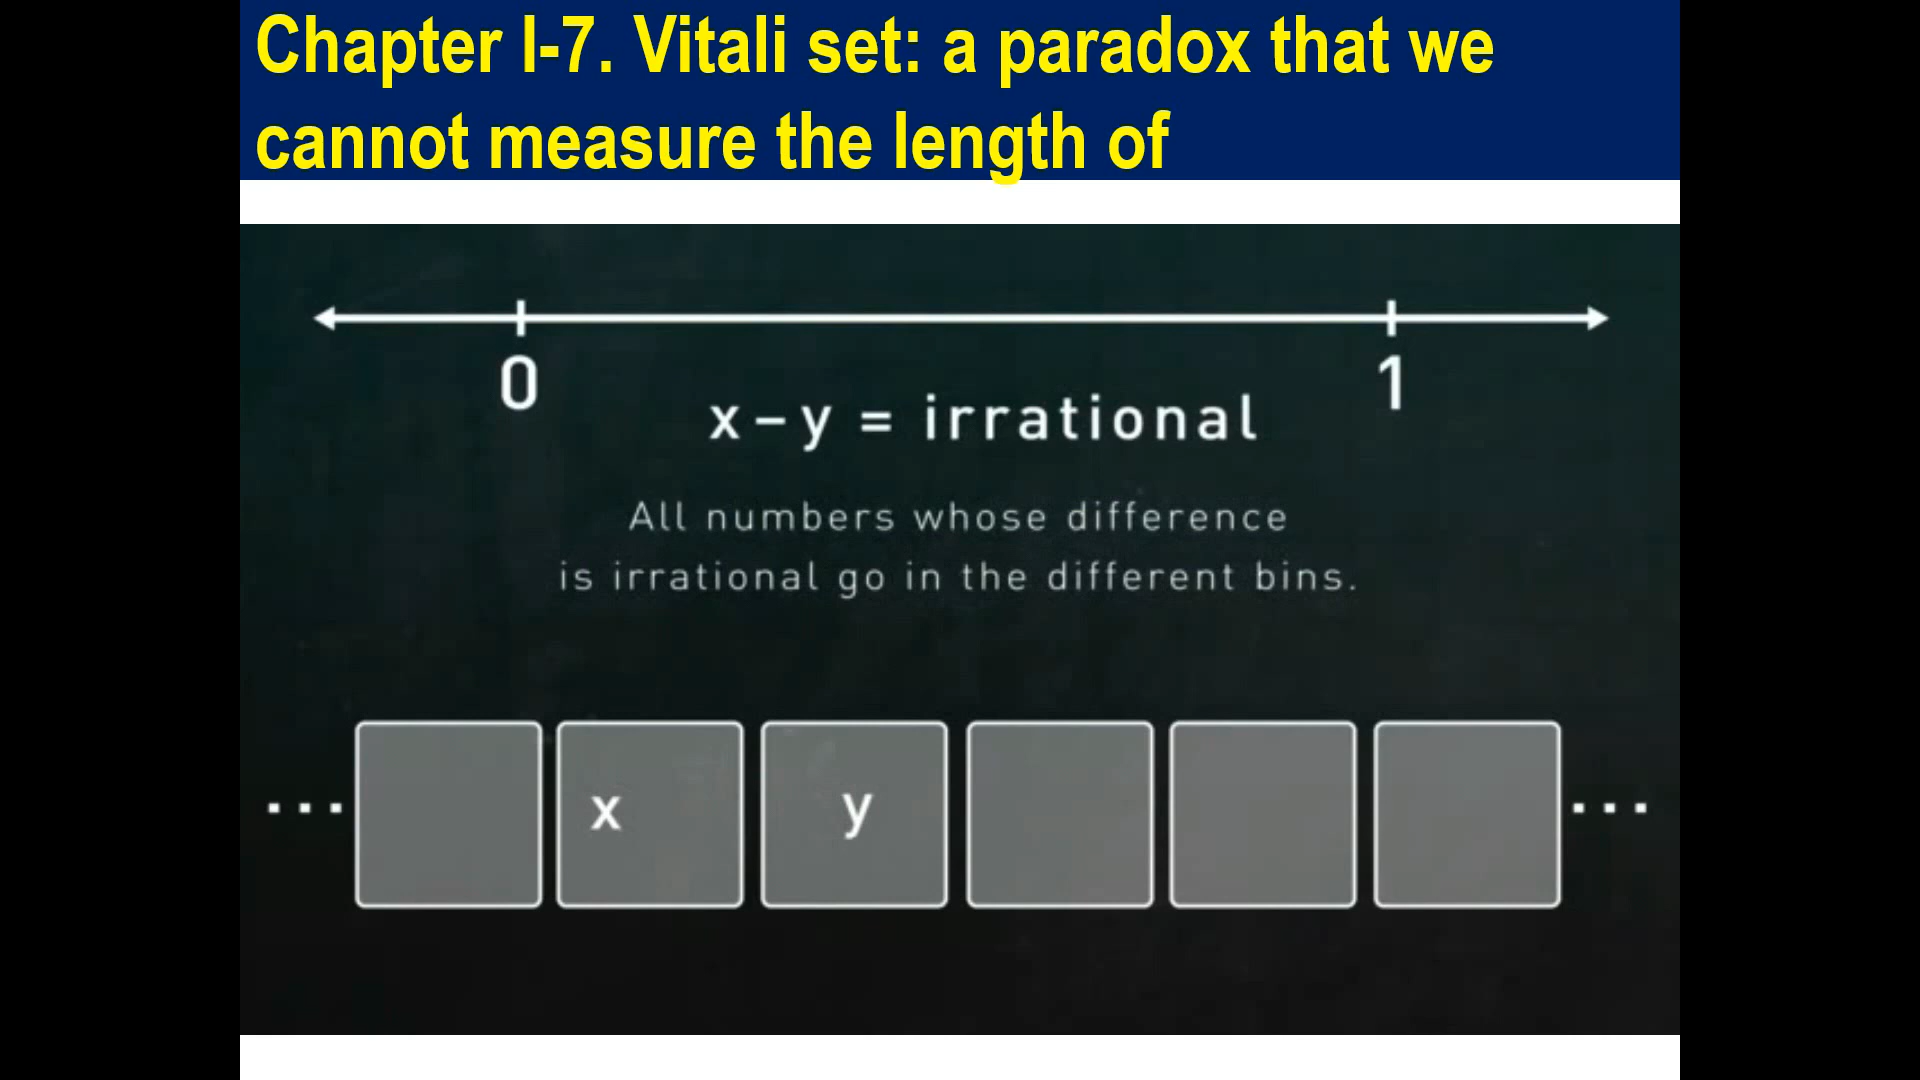 Chapter I-7. Vitali set: a paradox that we
cannot measure the length of
0
1
x – y = irrational
All numbers whose difference
is irrational go in the different bins.
... x y ...